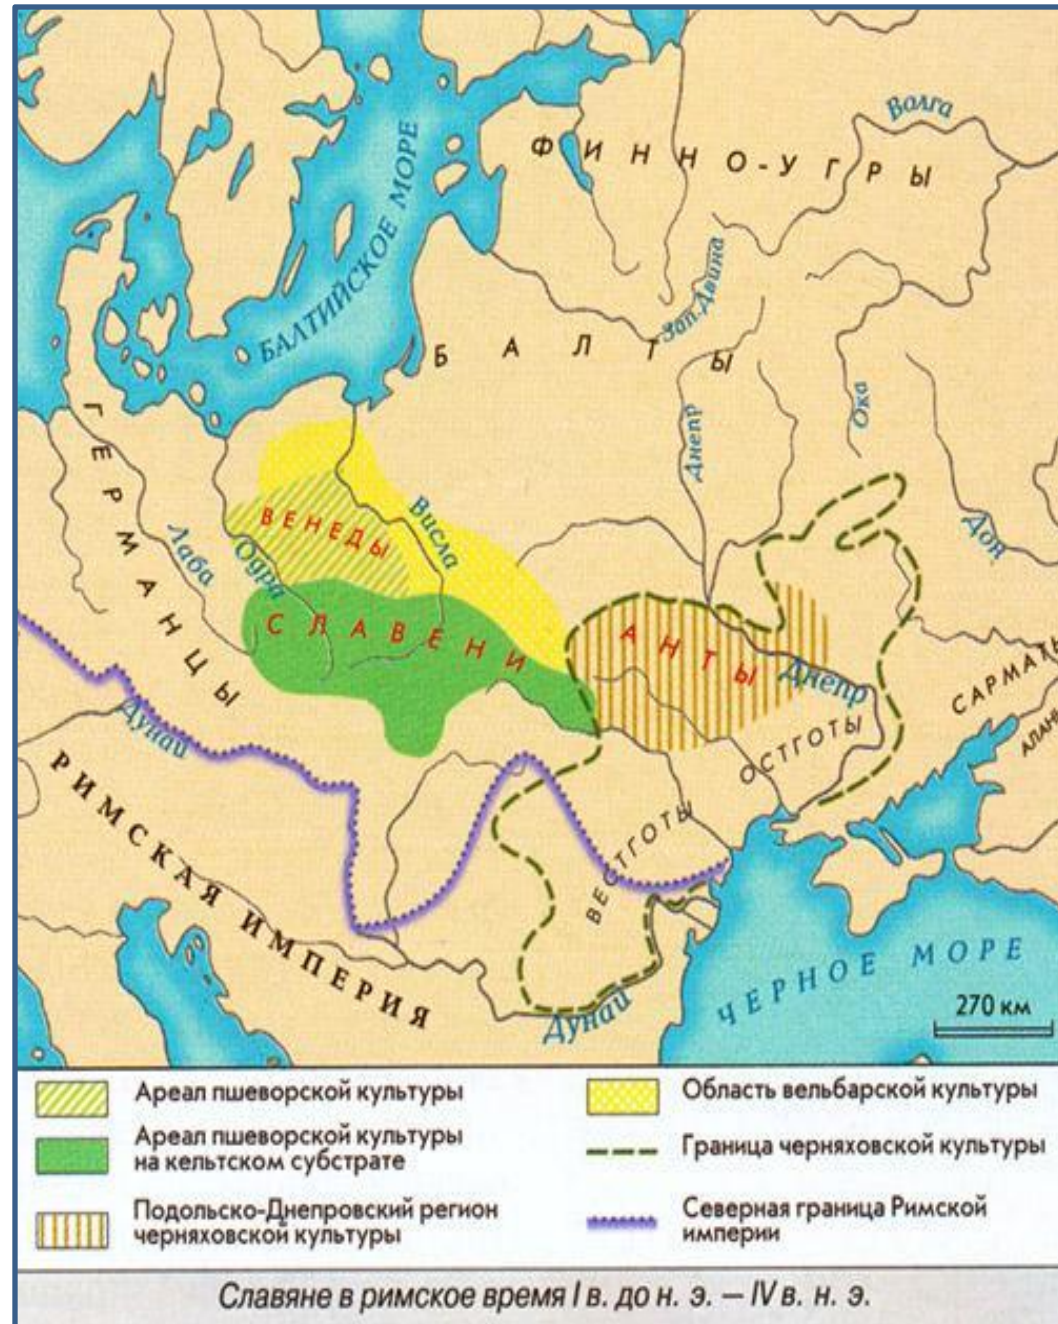 Волга
ФИННО-УГРЫ
БАЛТИЙСКОЕ МОРЕ
Зап. Двина
БАЛТЫ
Днепр
Ока
Дон
ГЕРМАНЦЫ
Лаба
Одра
Висла
ВЕНЕДЫ
СЛАВЕНИ
АНТЫ
Днепр
САРМАТЫ
АЛАНЫ
ОСТГОТЫ
ВЕСТГОТЫ
Дунай
РИМСКАЯ ИМПЕРИЯ
Дунай
ЧЕРНОЕ МОРЕ
270 км
Ареал пшеворской культуры
Ареал пшеворской культуры
на кельтском субстрате
Подольско-Днепровский регион
черняховской культуры
Область вельбарской культуры
Граница черняховской культуры
Северная граница Римской
империи
Славяне в римское время I в. до н. э. — IV в. н. э.